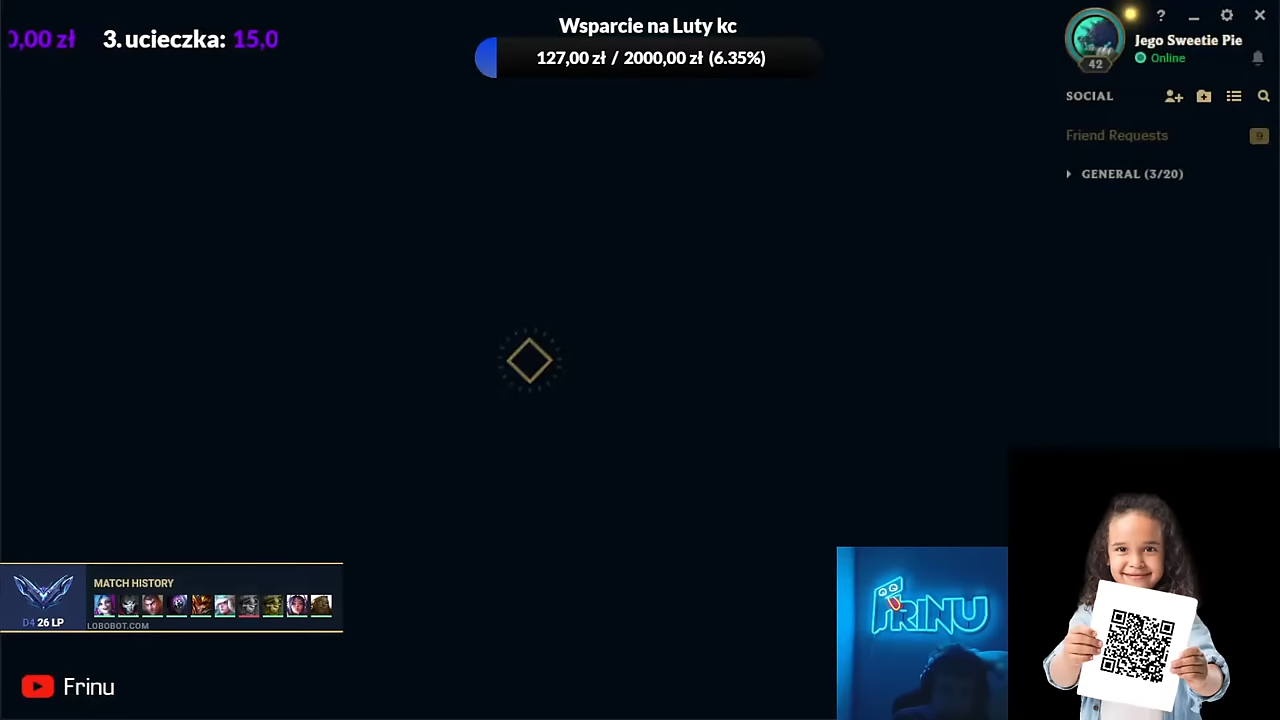 0,00 zł 3. ucieczka: 15,0
Wsparcie na Luty kc
127,00 zł / 2000,00 zł (6.35%)
?
Jego Sweetie Pie
42
Online
SOCIAL
Friend Requests
9
GENERAL (3/20)
MATCH HISTORY
D4 26 LP
LOBOBOT.COM
Frinu
FRINU